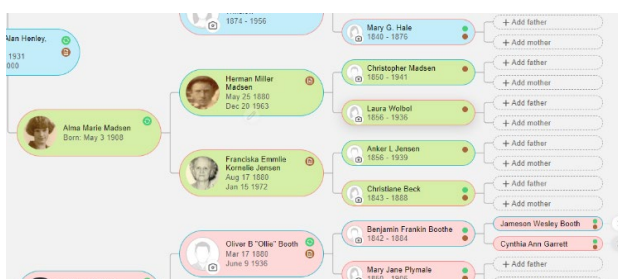 1874 - 1956
Mary G. Hale
1840 - 1876
+ Add father
+ Add mother
Alan Henley,
1931
000
Herman Miller
Madsen
May 25 1880
Dec 20 1963
Christopher Madsen
1850 - 1941
+ Add father
+ Add mother
Laura Wolbol
1856 - 1936
+ Add father
+ Add mother
Alma Marie Madsen
Born: May 3 1908
Franciska Emmlie
Kornelie Jensen
Aug 17 1880
Jan 15 1972
Anker L Jensen
1856 - 1939
+ Add father
+ Add mother
Christiane Beck
1843 - 1888
+ Add father
+ Add mother
Oliver B "Ollie" Booth
Mar 17 1880
June 9 1936
Benjamin Frankin Boothe
1842 - 1884
Jameson Wesley Booth
Cynthia Ann Garrett
Mary Jane Plymale
+ Add father